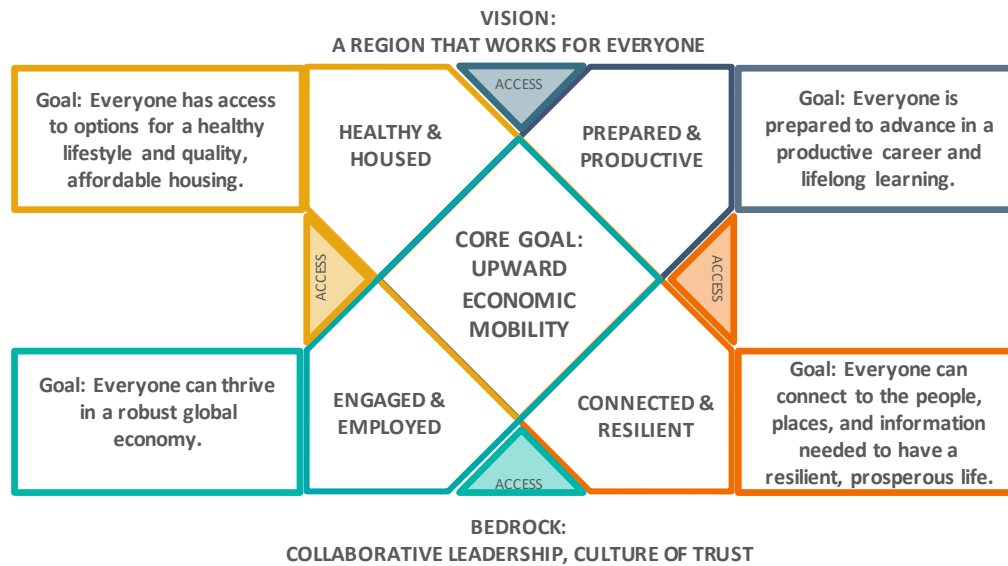 VISION:
A REGION THAT WORKS FOR EVERYONE
Goal: Everyone has access
to options for a healthy
lifestyle and quality,
affordable housing.
HEALTHY &
HOUSED
ACCESS
PREPARED &
PRODUCTIVE
Goal: Everyone is
prepared to advance in a
productive career and
lifelong learning.
ACCESS
CORE GOAL:
UPWARD
ECONOMIC
MOBILITY
ACCESS
Goal: Everyone can thrive
in a robust global
economy.
ENGAGED &
EMPLOYED
ACCESS
CONNECTED &
RESILIENT
Goal: Everyone can
connect to the people,
places, and information
needed to have a
resilient, prosperous life.
BEDROCK:
COLLABORATIVE LEADERSHIP, CULTURE OF TRUST